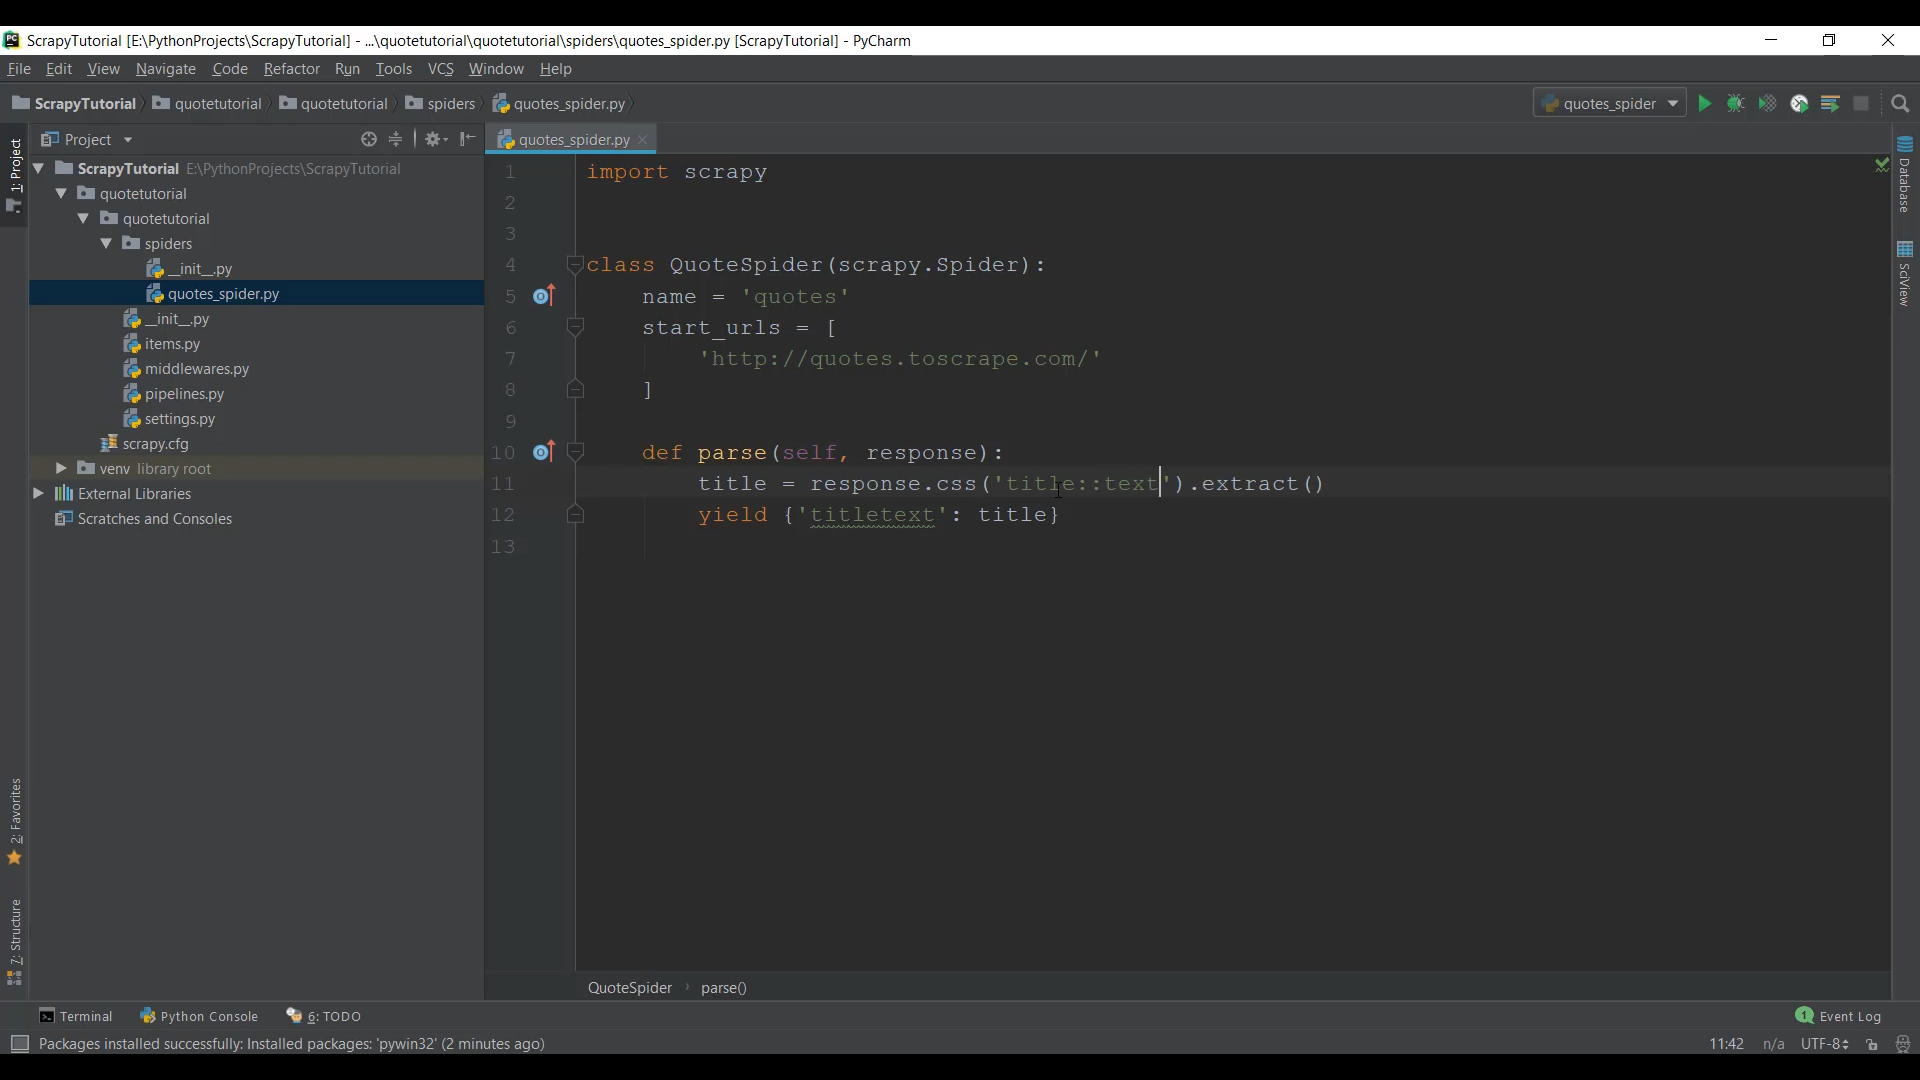 ScrapyTutorial [E:\PythonProjects\ScrapyTutorial] - ...\quotetutorial\quotetutorial\spiders\quotes_spider.py [ScrapyTutorial] - PyCharm
File Edit View Navigate Code Refactor Run Tools VCS Window Help
ScrapyTutorial quotetutorial quotetutorial spiders quotes_spider.py quotes_spider
1: Project
Project
ScrapyTutorial E:\PythonProjects\ScrapyTutorial
quotetutorial
quotetutorial
spiders
__init__.py
quotes_spider.py
__init__.py
items.py
middlewares.py
pipelines.py
settings.py
scrapy.cfg
venv library root
External Libraries
Scratches and Consoles
2: Favorites
7: Structure
quotes_spider.py
1 import scrapy
2
3
4 class QuoteSpider(scrapy.Spider):
5 name = 'quotes'
6 start_urls = [
7 'http://quotes.toscrape.com/'
8 ]
9
10 def parse(self, response):
11 title = response.css('title::text').extract()
12 yield {'titletext': title}
13
QuoteSpider › parse()
Database
SciView
Terminal Python Console 6: TODO 1 Event Log
Packages installed successfully: Installed packages: 'pywin32' (2 minutes ago) 11:42 n/a UTF-8